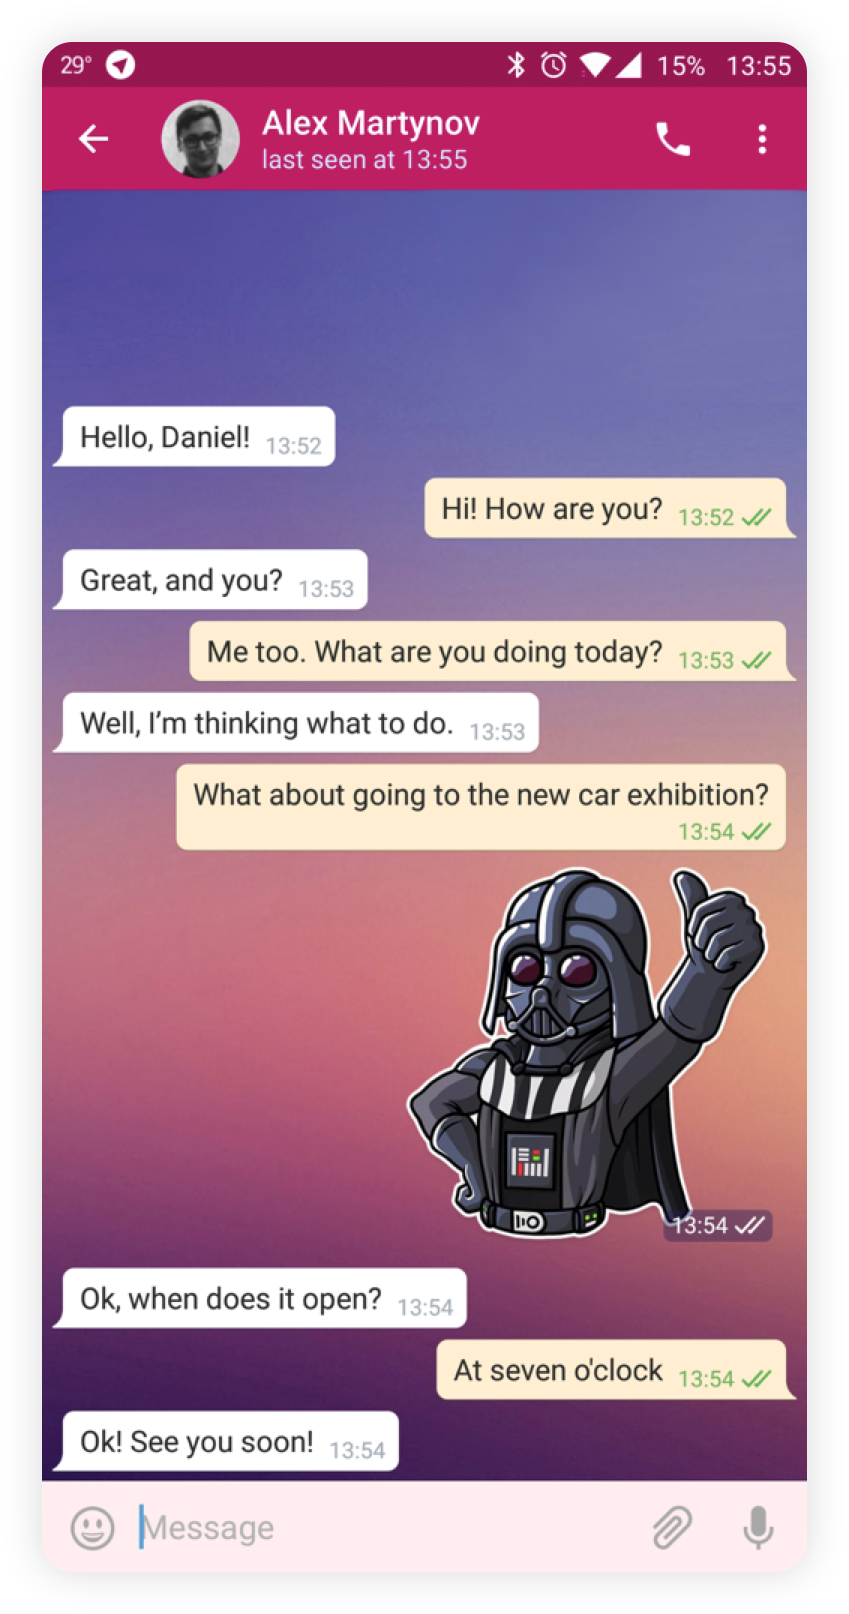 29° 15% 13:55
Alex Martynov
last seen at 13:55
Hello, Daniel! 13:52
Hi! How are you? 13:52
Great, and you? 13:53
Me too. What are you doing today? 13:53
Well, I’m thinking what to do. 13:53
What about going to the new car exhibition?
13:54
13:54
Ok, when does it open? 13:54
At seven o'clock 13:54
Ok! See you soon! 13:54
Message